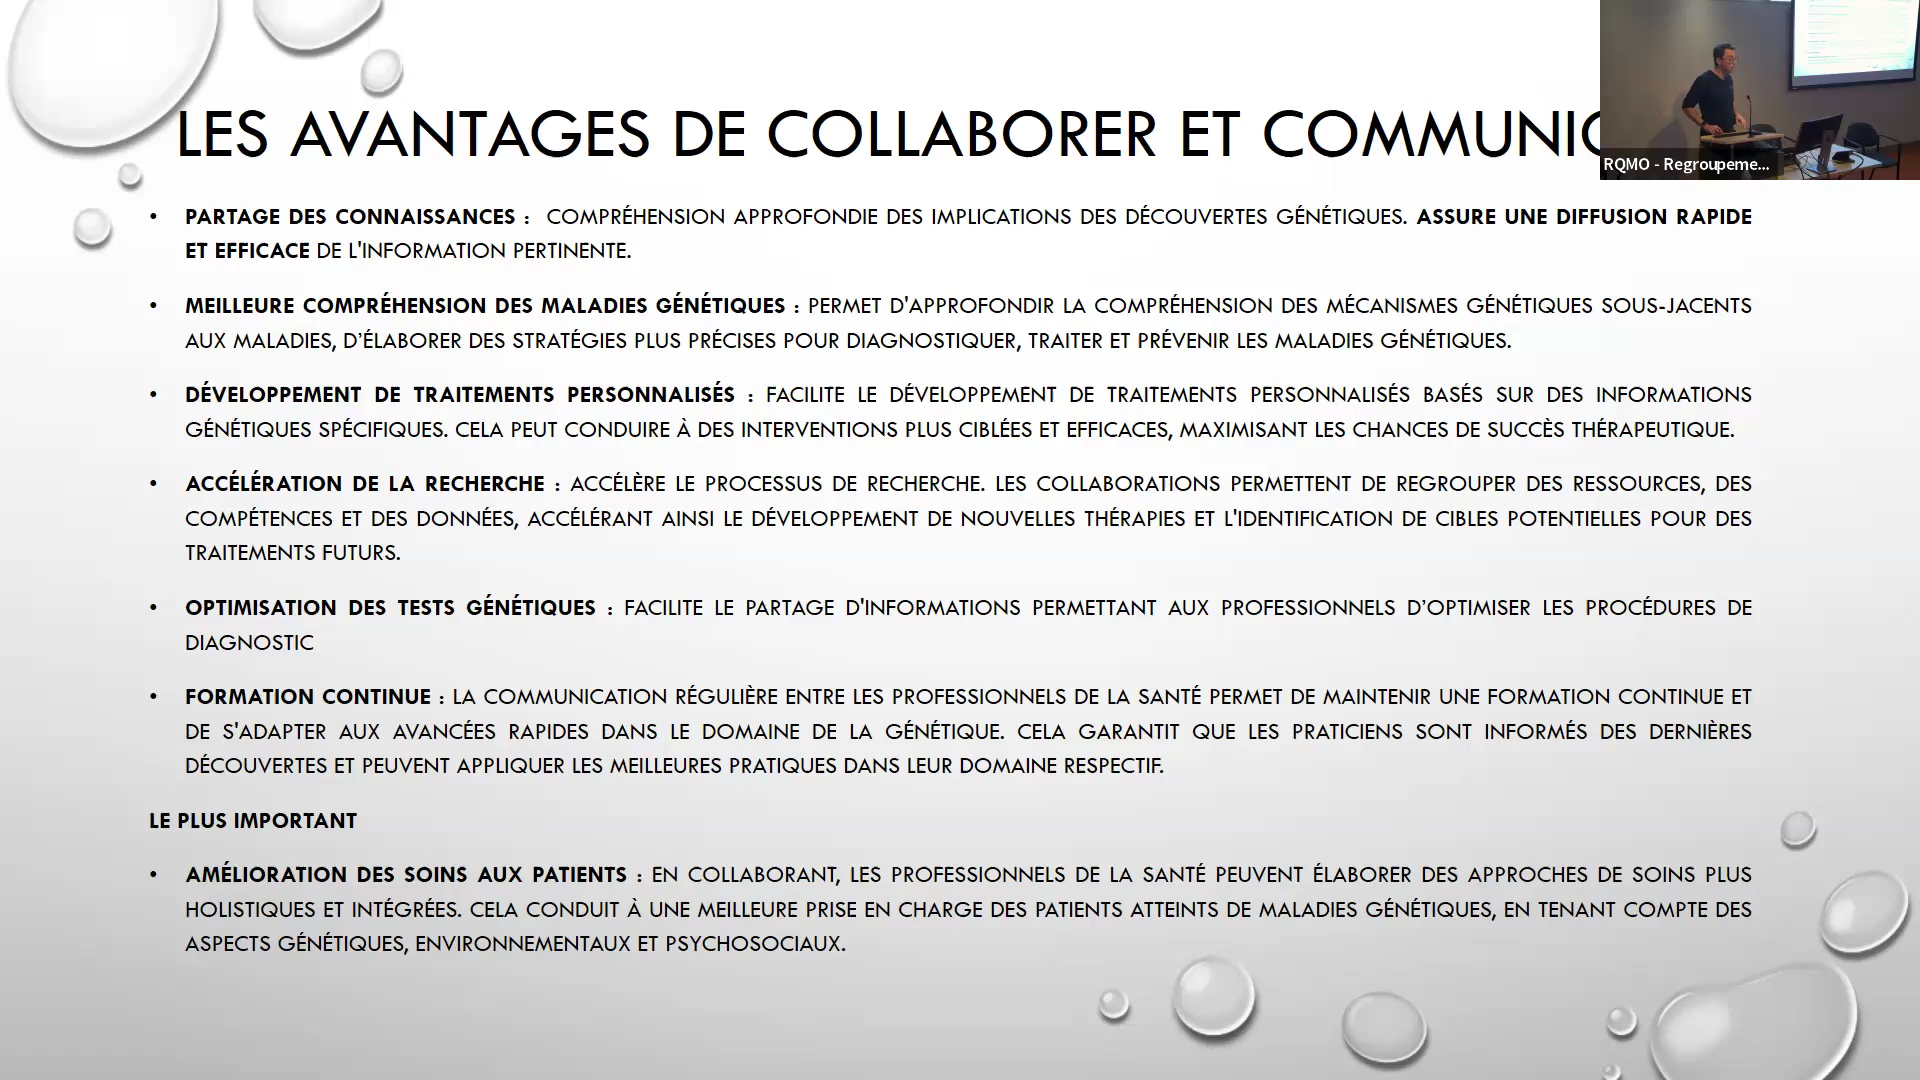 LES AVANTAGES DE COLLABORER ET
RQMO - Regroupeme...
• PARTAGE DES CONNAISSANCES : COMPRÉHENSION APPROFONDIE DES IMPLICATIONS DES DÉCOUVERTES GÉNÉTIQUES. ASSURE UNE DIFFUSION RAPIDE
ET EFFICACE DE L'INFORMATION PERTINENTE.
• MEILLEURE COMPRÉHENSION DES MALADIES GÉNÉTIQUES : PERMET D'APPROFONDIR LA COMPRÉHENSION DES MÉCANISMES GÉNÉTIQUES SOUS-JACENTS
AUX MALADIES, D’ÉLABORER DES STRATÉGIES PLUS PRÉCISES POUR DIAGNOSTIQUER, TRAITER ET PRÉVENIR LES MALADIES GÉNÉTIQUES.
• DÉVELOPPEMENT DE TRAITEMENTS PERSONNALISÉS : FACILITE LE DÉVELOPPEMENT DE TRAITEMENTS PERSONNALISÉS BASÉS SUR DES INFORMATIONS
GÉNÉTIQUES SPÉCIFIQUES. CELA PEUT CONDUIRE À DES INTERVENTIONS PLUS CIBLÉES ET EFFICACES, MAXIMISANT LES CHANCES DE SUCCÈS THÉRAPEUTIQUE.
• ACCÉLÉRATION DE LA RECHERCHE : ACCÉLÈRE LE PROCESSUS DE RECHERCHE. LES COLLABORATIONS PERMETTENT DE REGROUPER DES RESSOURCES, DES
COMPÉTENCES ET DES DONNÉES, ACCÉLÉRANT AINSI LE DÉVELOPPEMENT DE NOUVELLES THÉRAPIES ET L'IDENTIFICATION DE CIBLES POTENTIELLES POUR DES
TRAITEMENTS FUTURS.
• OPTIMISATION DES TESTS GÉNÉTIQUES : FACILITE LE PARTAGE D'INFORMATIONS PERMETTANT AUX PROFESSIONNELS D’OPTIMISER LES PROCÉDURES DE
DIAGNOSTIC
• FORMATION CONTINUE : LA COMMUNICATION RÉGULIÈRE ENTRE LES PROFESSIONNELS DE LA SANTÉ PERMET DE MAINTENIR UNE FORMATION CONTINUE ET
DE S'ADAPTER AUX AVANCÉES RAPIDES DANS LE DOMAINE DE LA GÉNÉTIQUE. CELA GARANTIT QUE LES PRATICIENS SONT INFORMÉS DES DERNIÈRES
DÉCOUVERTES ET PEUVENT APPLIQUER LES MEILLEURES PRATIQUES DANS LEUR DOMAINE RESPECTIF.
LE PLUS IMPORTANT
• AMÉLIORATION DES SOINS AUX PATIENTS : EN COLLABORANT, LES PROFESSIONNELS DE LA SANTÉ PEUVENT ÉLABORER DES APPROCHES DE SOINS PLUS
HOLISTIQUES ET INTÉGRÉES. CELA CONDUIT À UNE MEILLEURE PRISE EN CHARGE DES PATIENTS ATTEINTS DE MALADIES GÉNÉTIQUES, EN TENANT COMPTE DES
ASPECTS GÉNÉTIQUES, ENVIRONNEMENTAUX ET PSYCHOSOCIAUX.